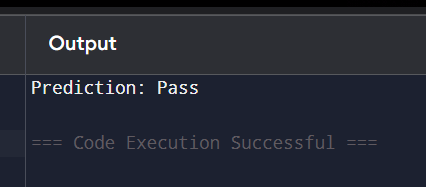 Output
Prediction: Pass
=== Code Execution Successful ===